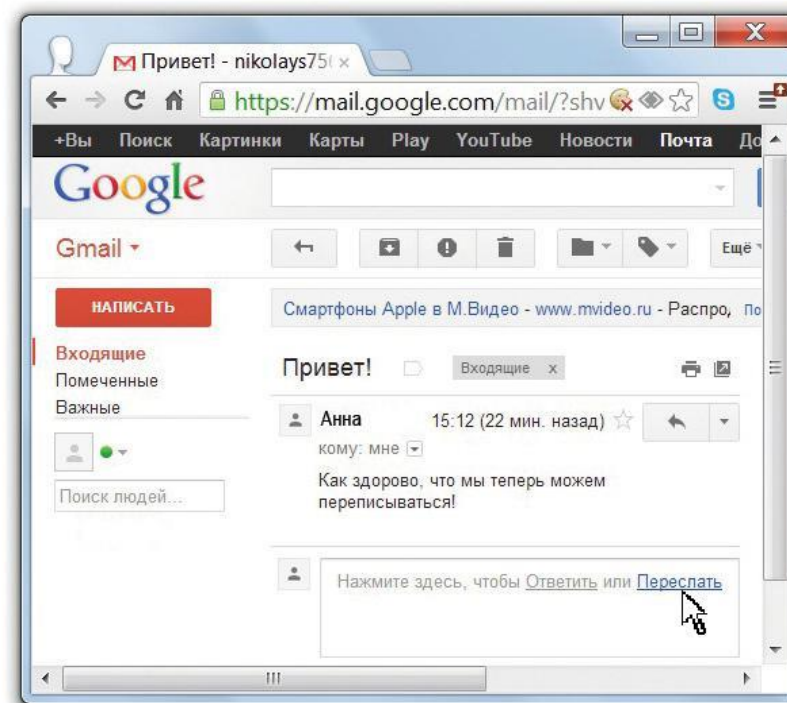 Привет! - nikolays75
https://mail.google.com/mail/?shv
+Вы Поиск Картинки Карты Play YouTube Новости Почта До
Google
Gmail
Ещё
НАПИСАТЬ
Смартфоны Apple в М.Видео - www.mvideo.ru - Распро, По
Входящие
Помеченные
Важные
Поиск людей...
Привет! Входящие x
Анна 15:12 (22 мин. назад)
кому: мне
Как здорово, что мы теперь можем
переписываться!
Нажмите здесь, чтобы Ответить или Переслать